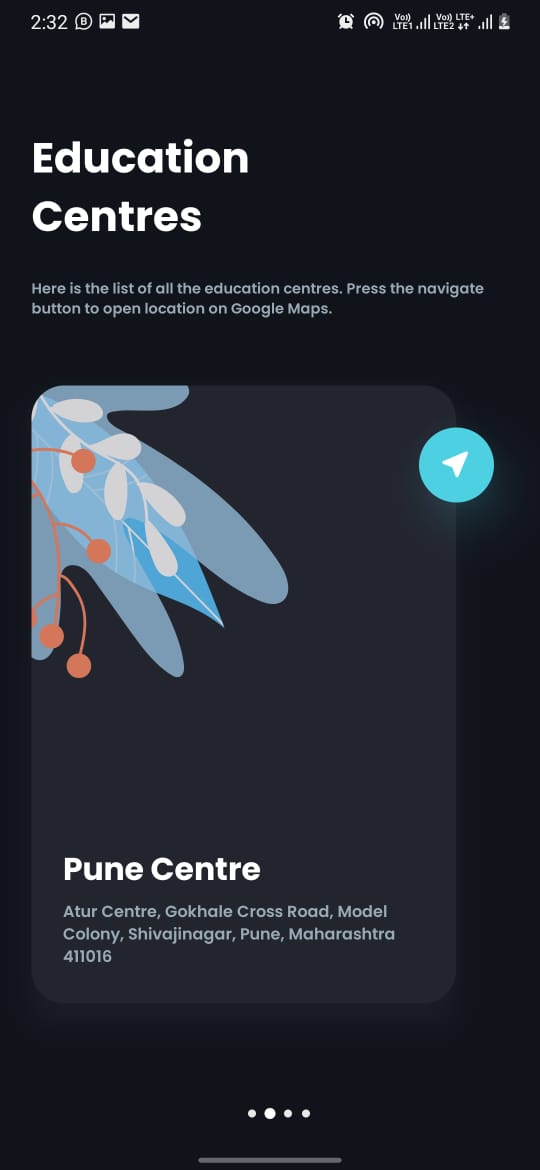 2:32
Vo)) LTE1
Vo)) LTE+ LTE2
Education
Centres
Here is the list of all the education centres. Press the navigate
button to open location on Google Maps.
Pune Centre
Atur Centre, Gokhale Cross Road, Model
Colony, Shivajinagar, Pune, Maharashtra
411016